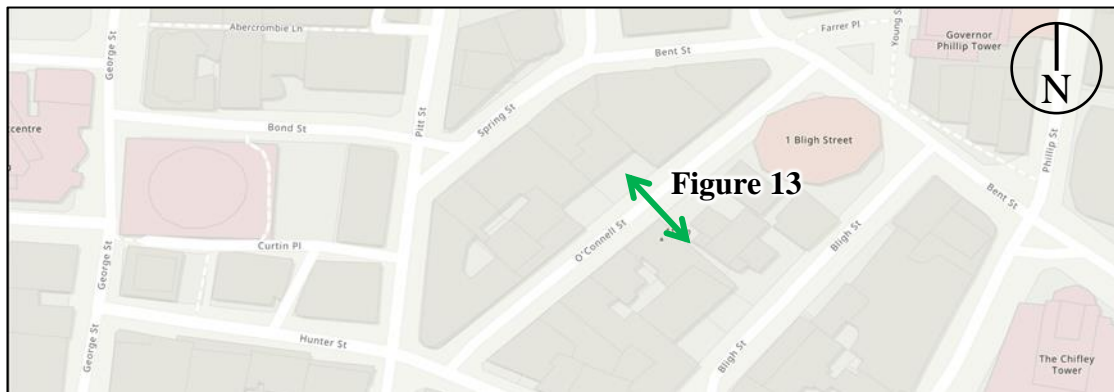 Abercrombie Ln
George St
Pitt St
Bent St
Farrer Pl
Young S
Governor
Phillip Tower
N
Phillip St
centre
Bond St
Spring St
1 Bligh Street
Figure 13
Bent St
O'Connell St
Bligh St
George St
Curtin Pl
Hunter St
George St
Bligh St
The Chifley
Tower